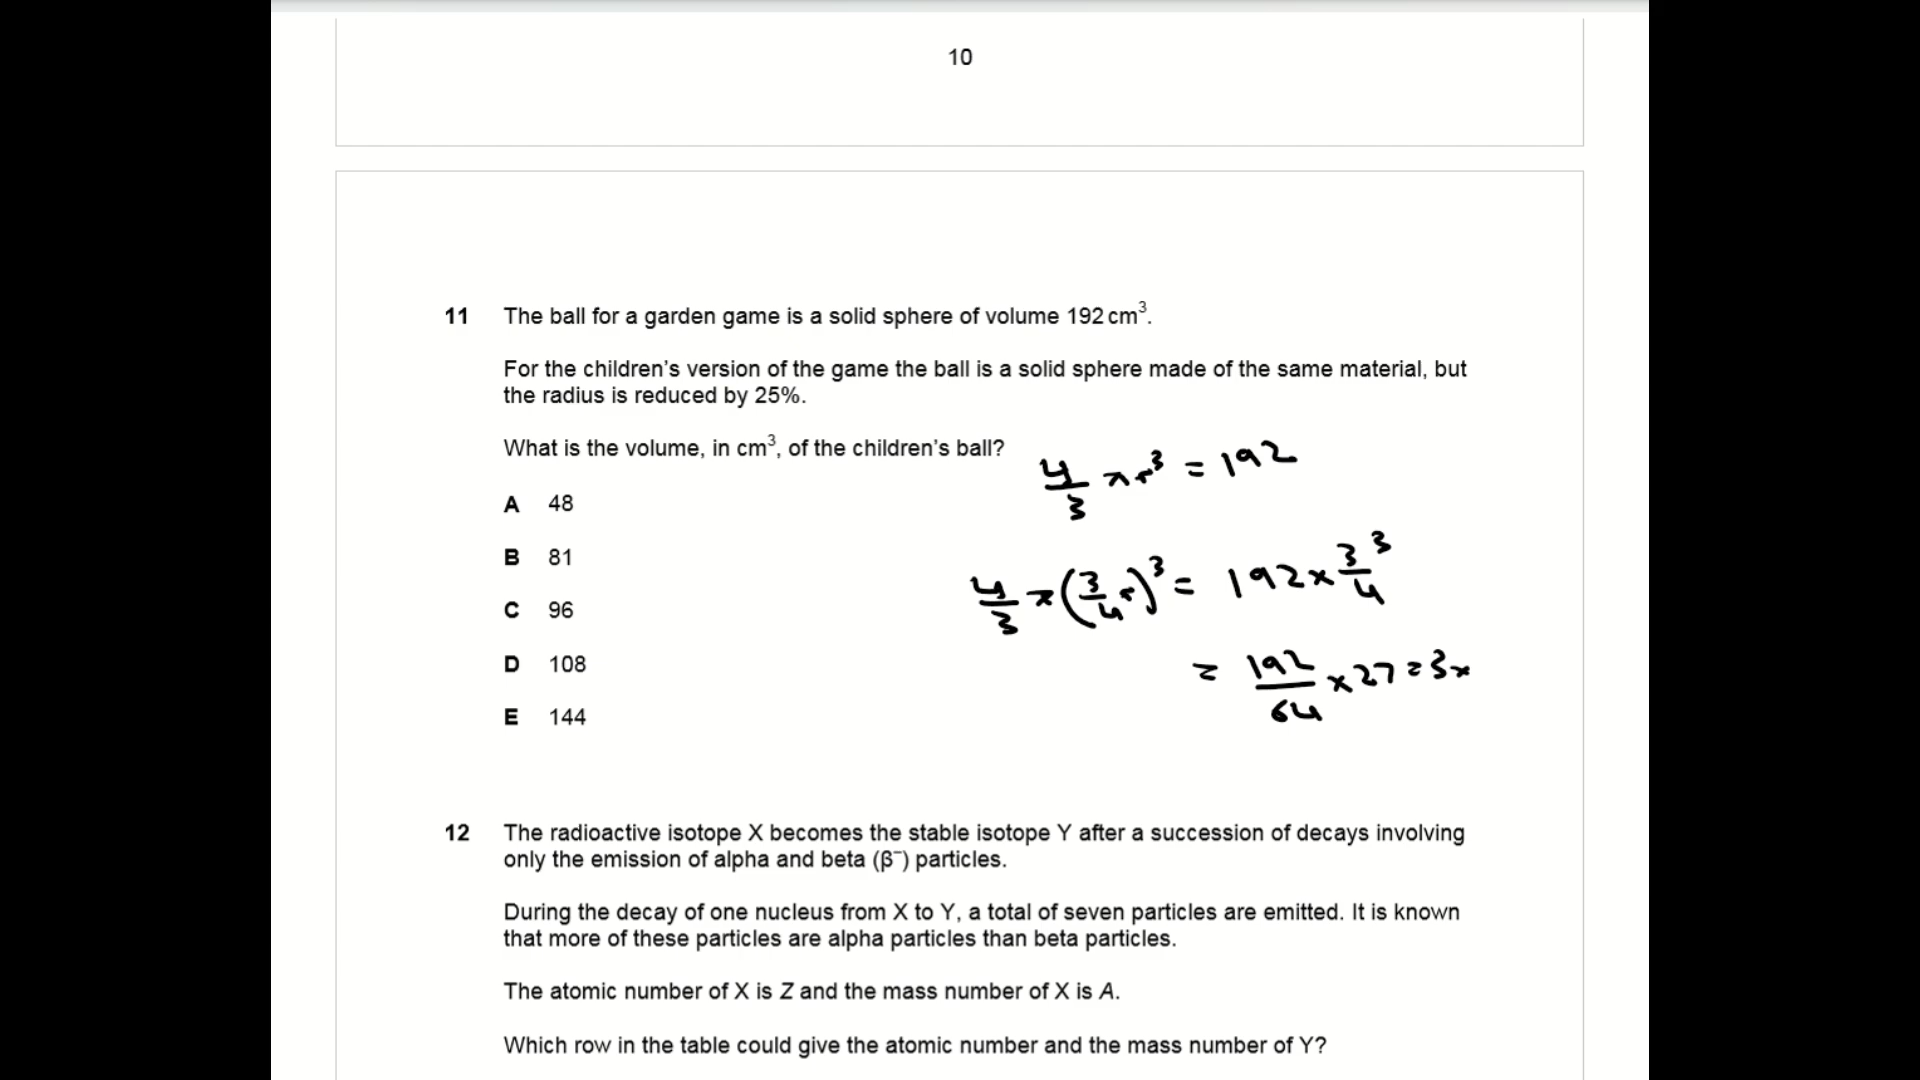 10
11 The ball for a garden game is a solid sphere of volume 192 cm³.
For the children's version of the game the ball is a solid sphere made of the same material, but
the radius is reduced by 25%.
What is the volume, in cm³, of the children's ball?
4/3 πr³ = 192
A 48
B 81
4/3 π(3/4 r)³ = 192 × 3/4 ³
C 96
D 108
= 192/64 × 27 = 3×
E 144
12 The radioactive isotope X becomes the stable isotope Y after a succession of decays involving
only the emission of alpha and beta (β⁻) particles.
During the decay of one nucleus from X to Y, a total of seven particles are emitted. It is known
that more of these particles are alpha particles than beta particles.
The atomic number of X is Z and the mass number of X is A.
Which row in the table could give the atomic number and the mass number of Y?